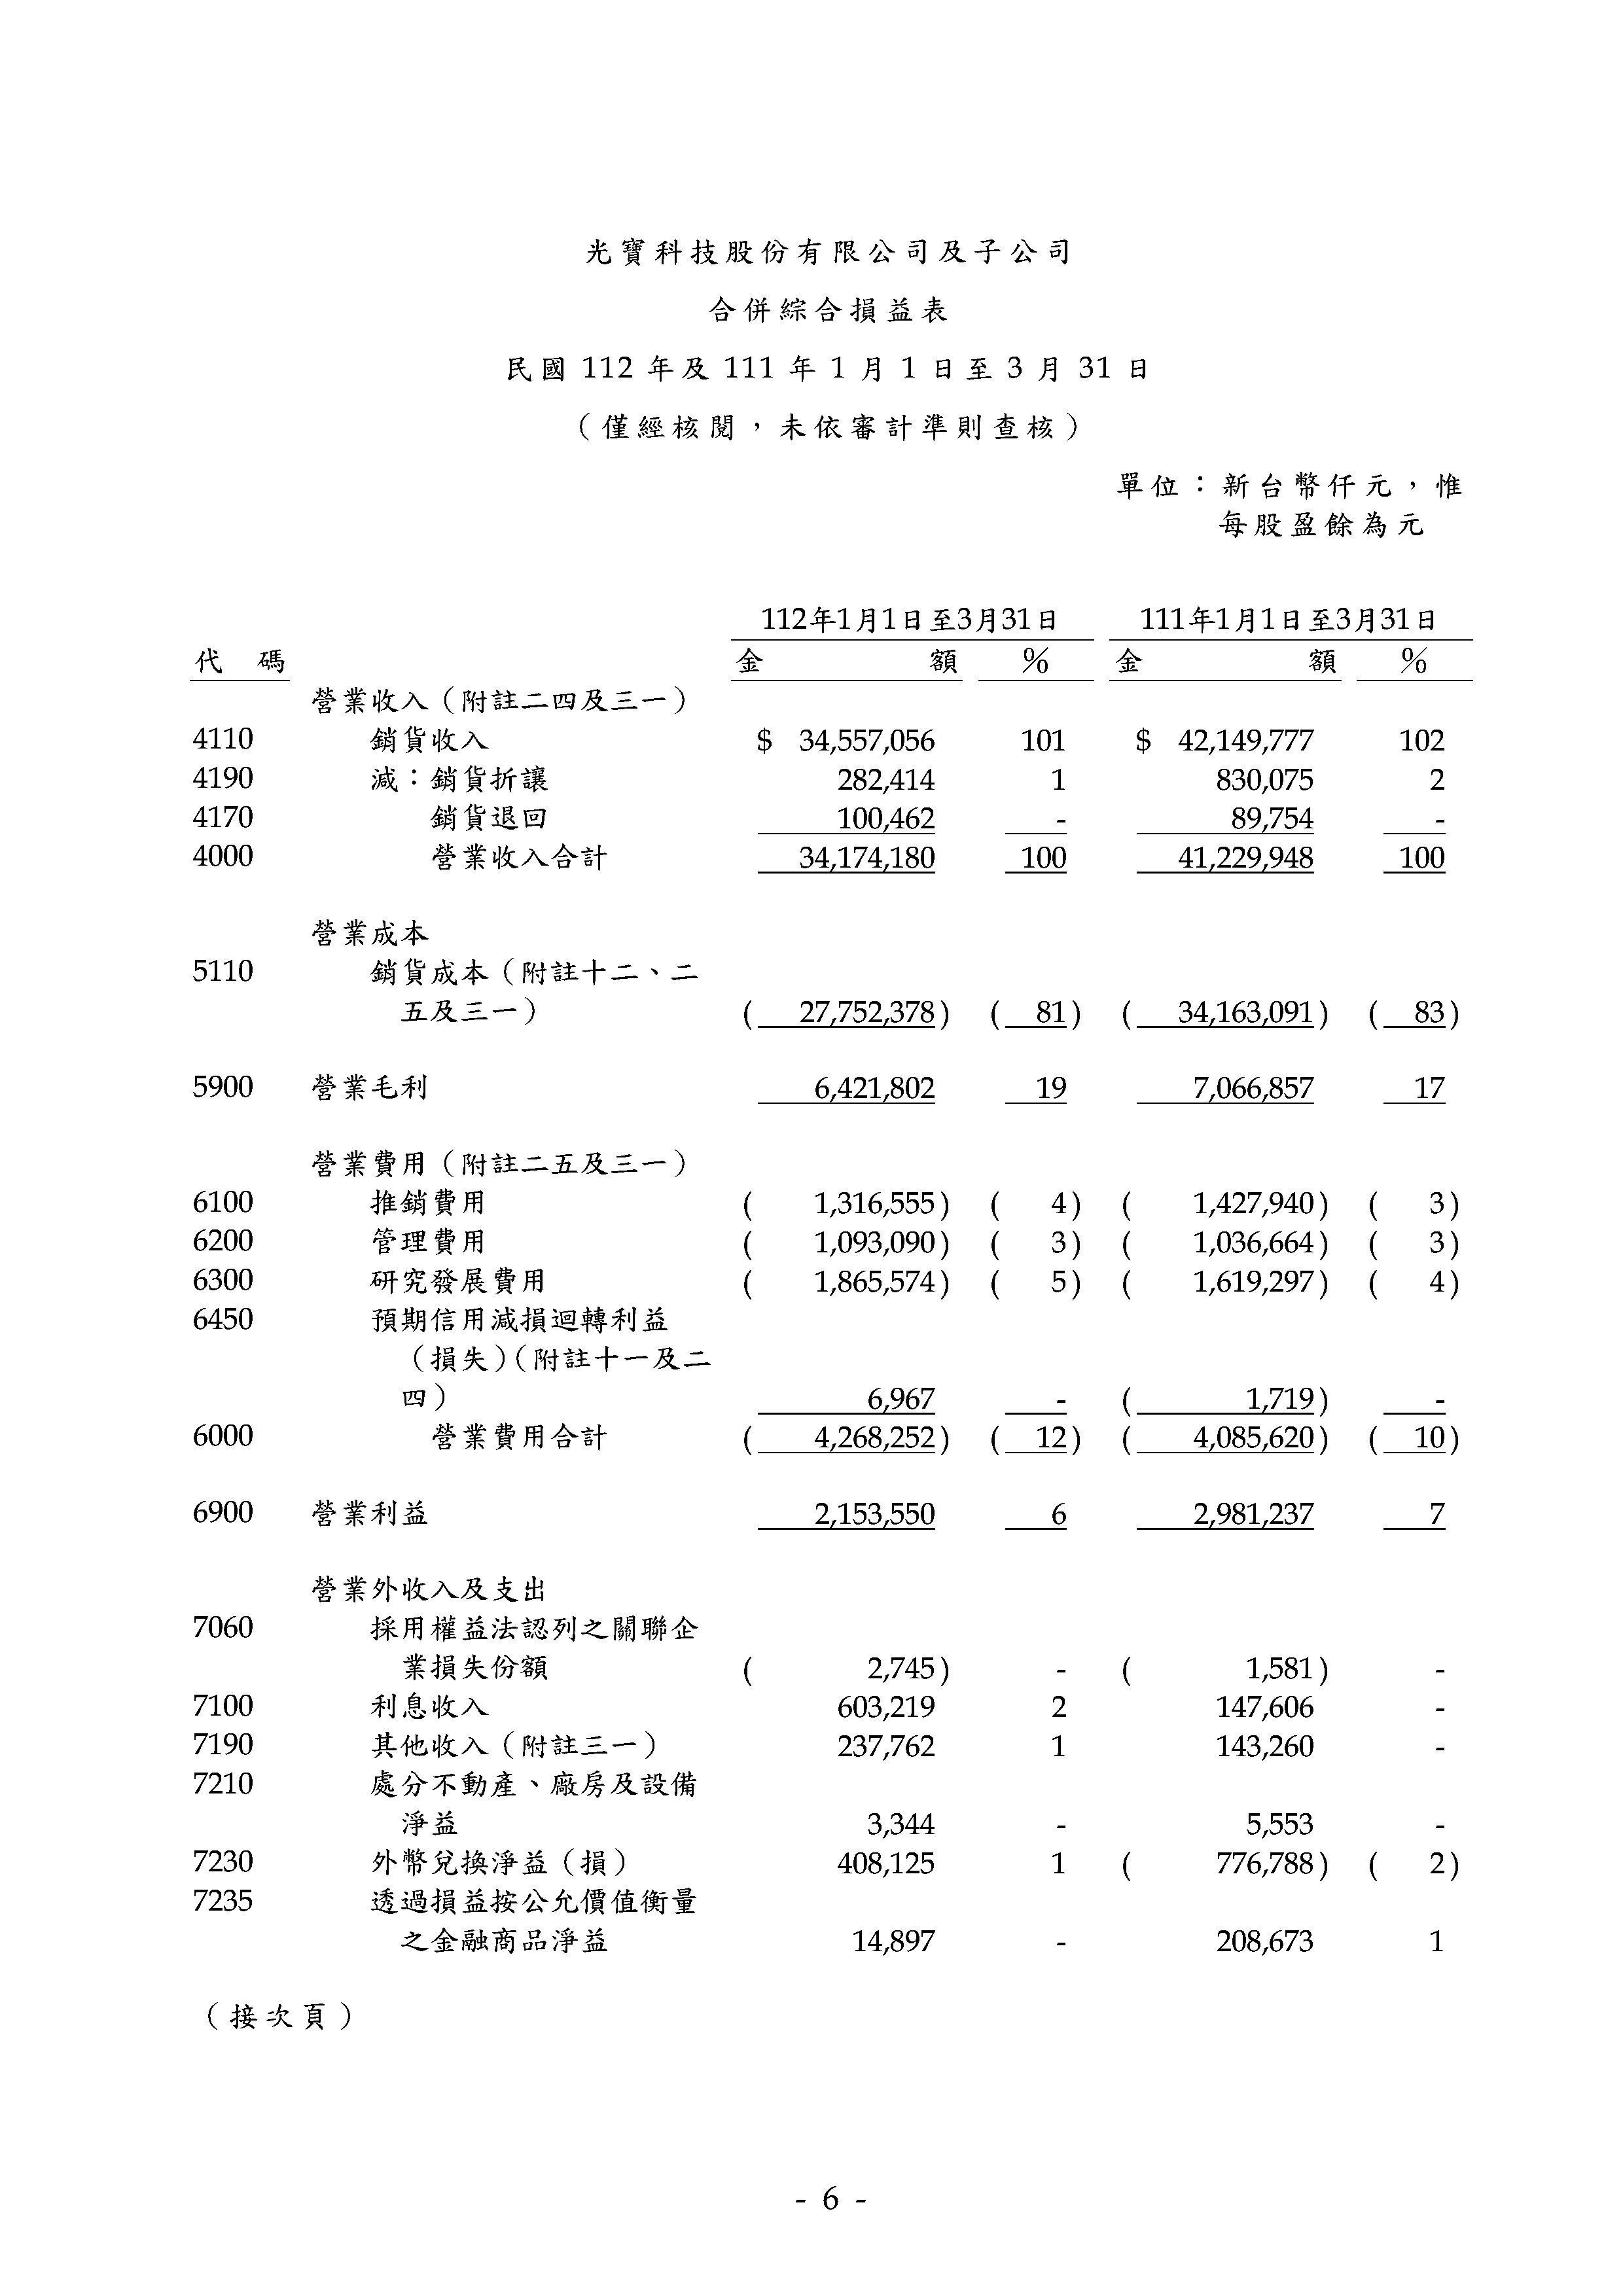 光寶科技股份有限公司及子公司
合併綜合損益表
民國 112 年及 111 年 1 月 1 日至 3 月 31 日
（僅經核閱，未依審計準則查核）
單位：新台幣仟元，惟
每股盈餘為元
112年1月1日至3月31日 111年1月1日至3月31日
代 碼 金 額 ％ 金 額 ％
營業收入（附註二四及三一）
4110 銷貨收入 $ 34,557,056 101 $ 42,149,777 102
4190 減：銷貨折讓 282,414 1 830,075 2
4170 銷貨退回 100,462 - 89,754 -
4000 營業收入合計 34,174,180 100 41,229,948 100
營業成本
5110 銷貨成本（附註十二、二
五及三一） ( 27,752,378) ( 81) ( 34,163,091) ( 83)
5900 營業毛利 6,421,802 19 7,066,857 17
營業費用（附註二五及三一）
6100 推銷費用 ( 1,316,555) ( 4) ( 1,427,940) ( 3)
6200 管理費用 ( 1,093,090) ( 3) ( 1,036,664) ( 3)
6300 研究發展費用 ( 1,865,574) ( 5) ( 1,619,297) ( 4)
6450 預期信用減損迴轉利益
（損失）（附註十一及二
四） 6,967 - ( 1,719) -
6000 營業費用合計 ( 4,268,252) ( 12) ( 4,085,620) ( 10)
6900 營業利益 2,153,550 6 2,981,237 7
營業外收入及支出
7060 採用權益法認列之關聯企
業損失份額 ( 2,745) - ( 1,581) -
7100 利息收入 603,219 2 147,606 -
7190 其他收入（附註三一） 237,762 1 143,260 -
7210 處分不動產、廠房及設備
淨益 3,344 - 5,553 -
7230 外幣兌換淨益（損） 408,125 1 ( 776,788) ( 2)
7235 透過損益按公允價值衡量
之金融商品淨益 14,897 - 208,673 1
（接次頁）
- 6 -